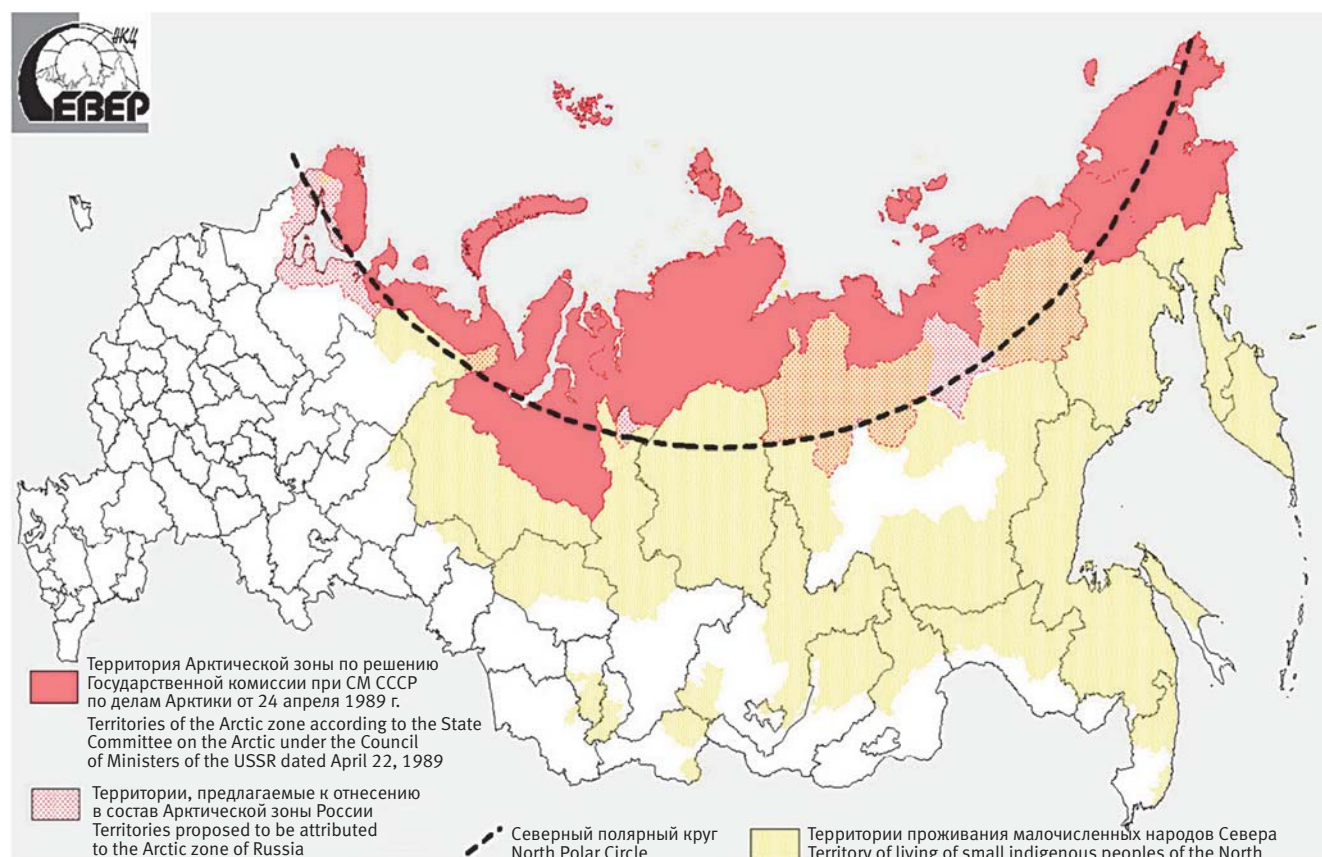 НКЦ
СЕВЕР
Территория Арктической зоны по решению
Государственной комиссии при СМ СССР
по делам Арктики от 24 апреля 1989 г.
Territories of the Arctic zone according to the State
Committee on the Arctic under the Council
of Ministers of the USSR dated April 22, 1989
Территории, предлагаемые к отнесению
в состав Арктической зоны России
Territories proposed to be attributed
to the Arctic zone of Russia
Северный полярный круг
North Polar Circle
Территории проживания малочисленных народов Севера
Territory of living of small indigenous peoples of the North